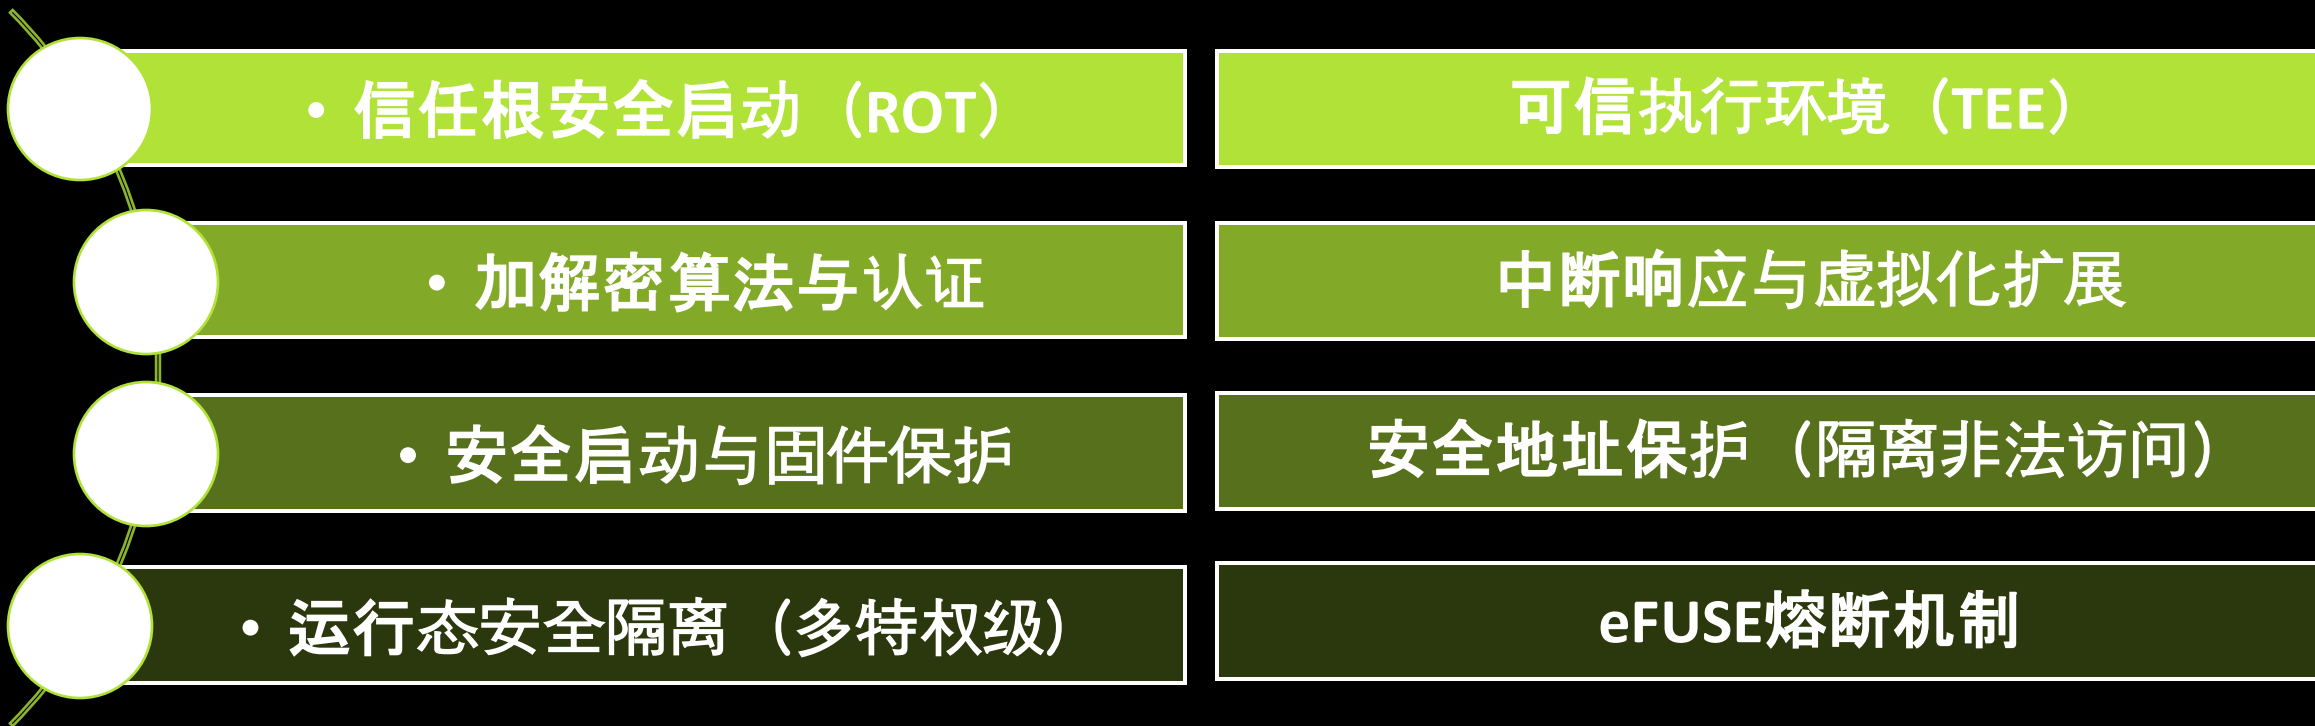 • 信任根安全启动（ROT）
可信执行环境（TEE）
• 加解密算法与认证
中断响应与虚拟化扩展
• 安全启动与固件保护
安全地址保护（隔离非法访问）
• 运行态安全隔离（多特权级）
eFUSE熔断机制